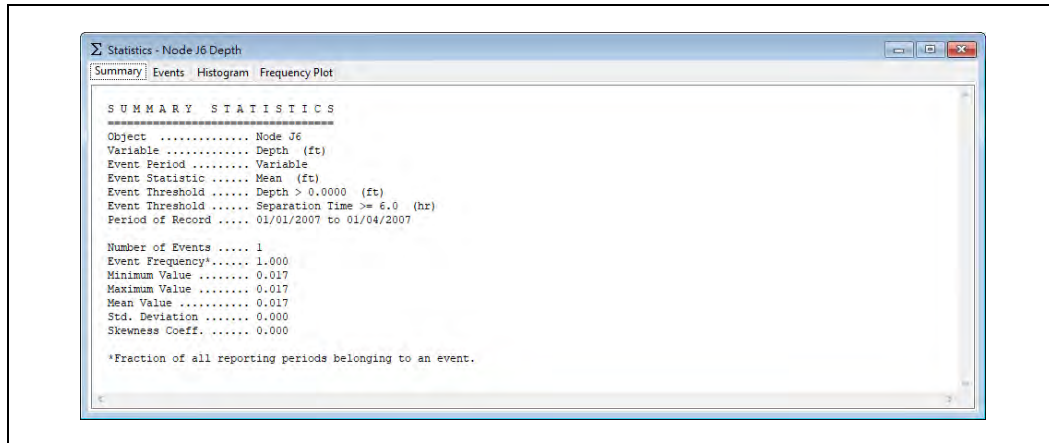 Σ Statistics - Node J6 Depth
Summary Events Histogram Frequency Plot
S U M M A R Y   S T A T I S T I C S
===================================
Object .............. Node J6
Variable ............ Depth (ft)
Event Period ......... Variable
Event Statistic ...... Mean (ft)
Event Threshold ...... Depth > 0.0000 (ft)
Event Threshold ...... Separation Time >= 6.0 (hr)
Period of Record ..... 01/01/2007 to 01/04/2007
Number of Events ..... 1
Event Frequency*...... 1.000
Minimum Value ........ 0.017
Maximum Value ........ 0.017
Mean Value ........... 0.017
Std. Deviation ....... 0.000
Skewness Coeff. ...... 0.000
*Fraction of all reporting periods belonging to an event.